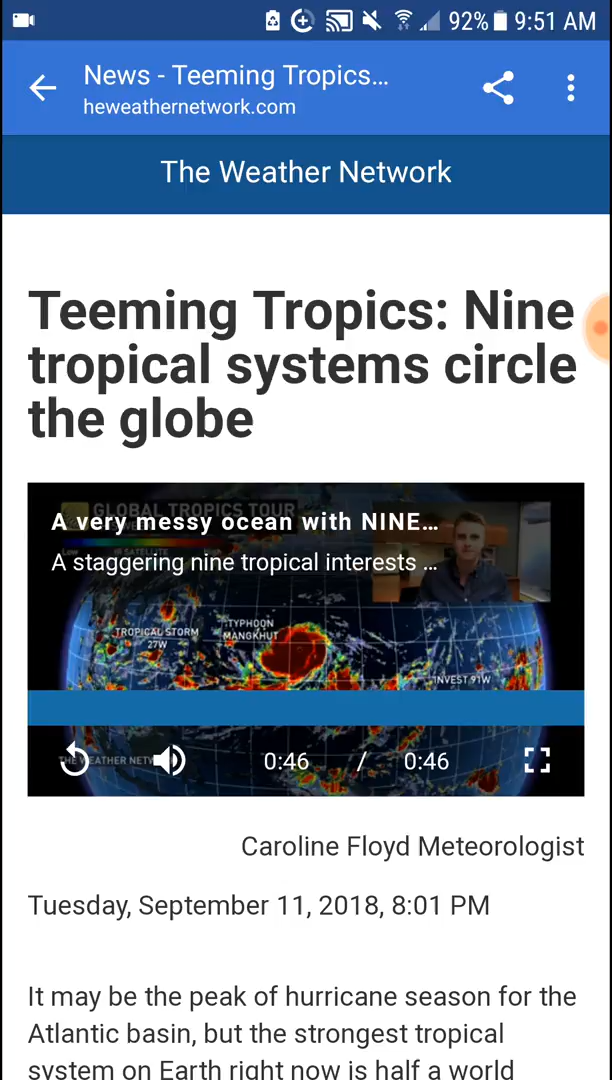 92% 9:51 AM
News - Teeming Tropics...
heweathernetwork.com
The Weather Network
Teeming Tropics: Nine
tropical systems circle
the globe
GLOBAL TROPICS TOUR
A very messy ocean with NINE...
A staggering nine tropical interests ...
TROPICAL STORM
27W
TYPHOON
MANGKHUT
INVEST 91W
0:46 / 0:46
Caroline Floyd Meteorologist
Tuesday, September 11, 2018, 8:01 PM
It may be the peak of hurricane season for the
Atlantic basin, but the strongest tropical
system on Earth right now is half a world